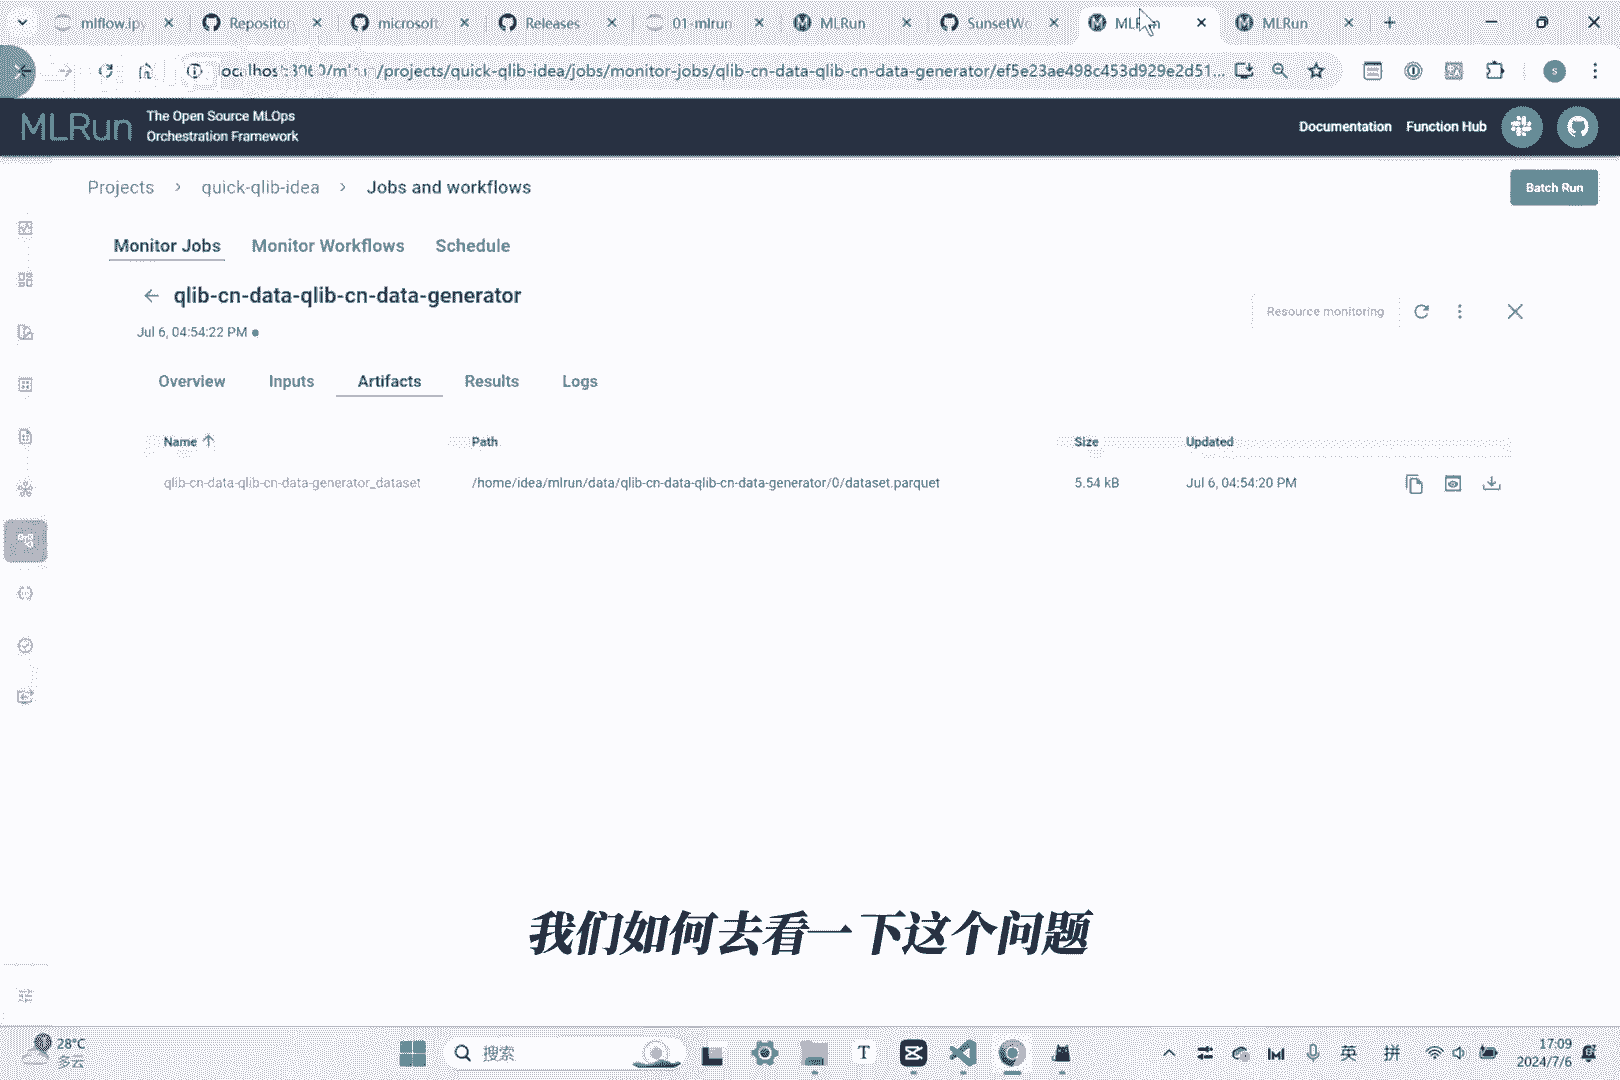 mlflow.ip
Repositor
microsoft
Releases
01-mlrun
MLRun
SunsetWo
MLRun
MLRun
localhost:3060/mlrun/projects/quick-qlib-idea/jobs/monitor-jobs/qlib-cn-data-qlib-cn-data-generator/ef5e23ae498c453d929e2d51...
s
MLRun
The Open Source MLOps
Orchestration Framework
Documentation
Function Hub
Projects > quick-qlib-idea > Jobs and workflows
Batch Run
Monitor Jobs
Monitor Workflows
Schedule
qlib-cn-data-qlib-cn-data-generator
Jul 6, 04:54:22 PM
Resource monitoring
Overview
Inputs
Artifacts
Results
Logs
Name
Path
Size
Updated
qlib-cn-data-qlib-cn-data-generator_dataset
/home/idea/mlrun/data/qlib-cn-data-qlib-cn-data-generator/0/dataset.parquet
5.54 kB
Jul 6, 04:54:20 PM
我们如何去看一下这个问题
28°C
多云
搜索
英
拼
17:09
2024/7/6